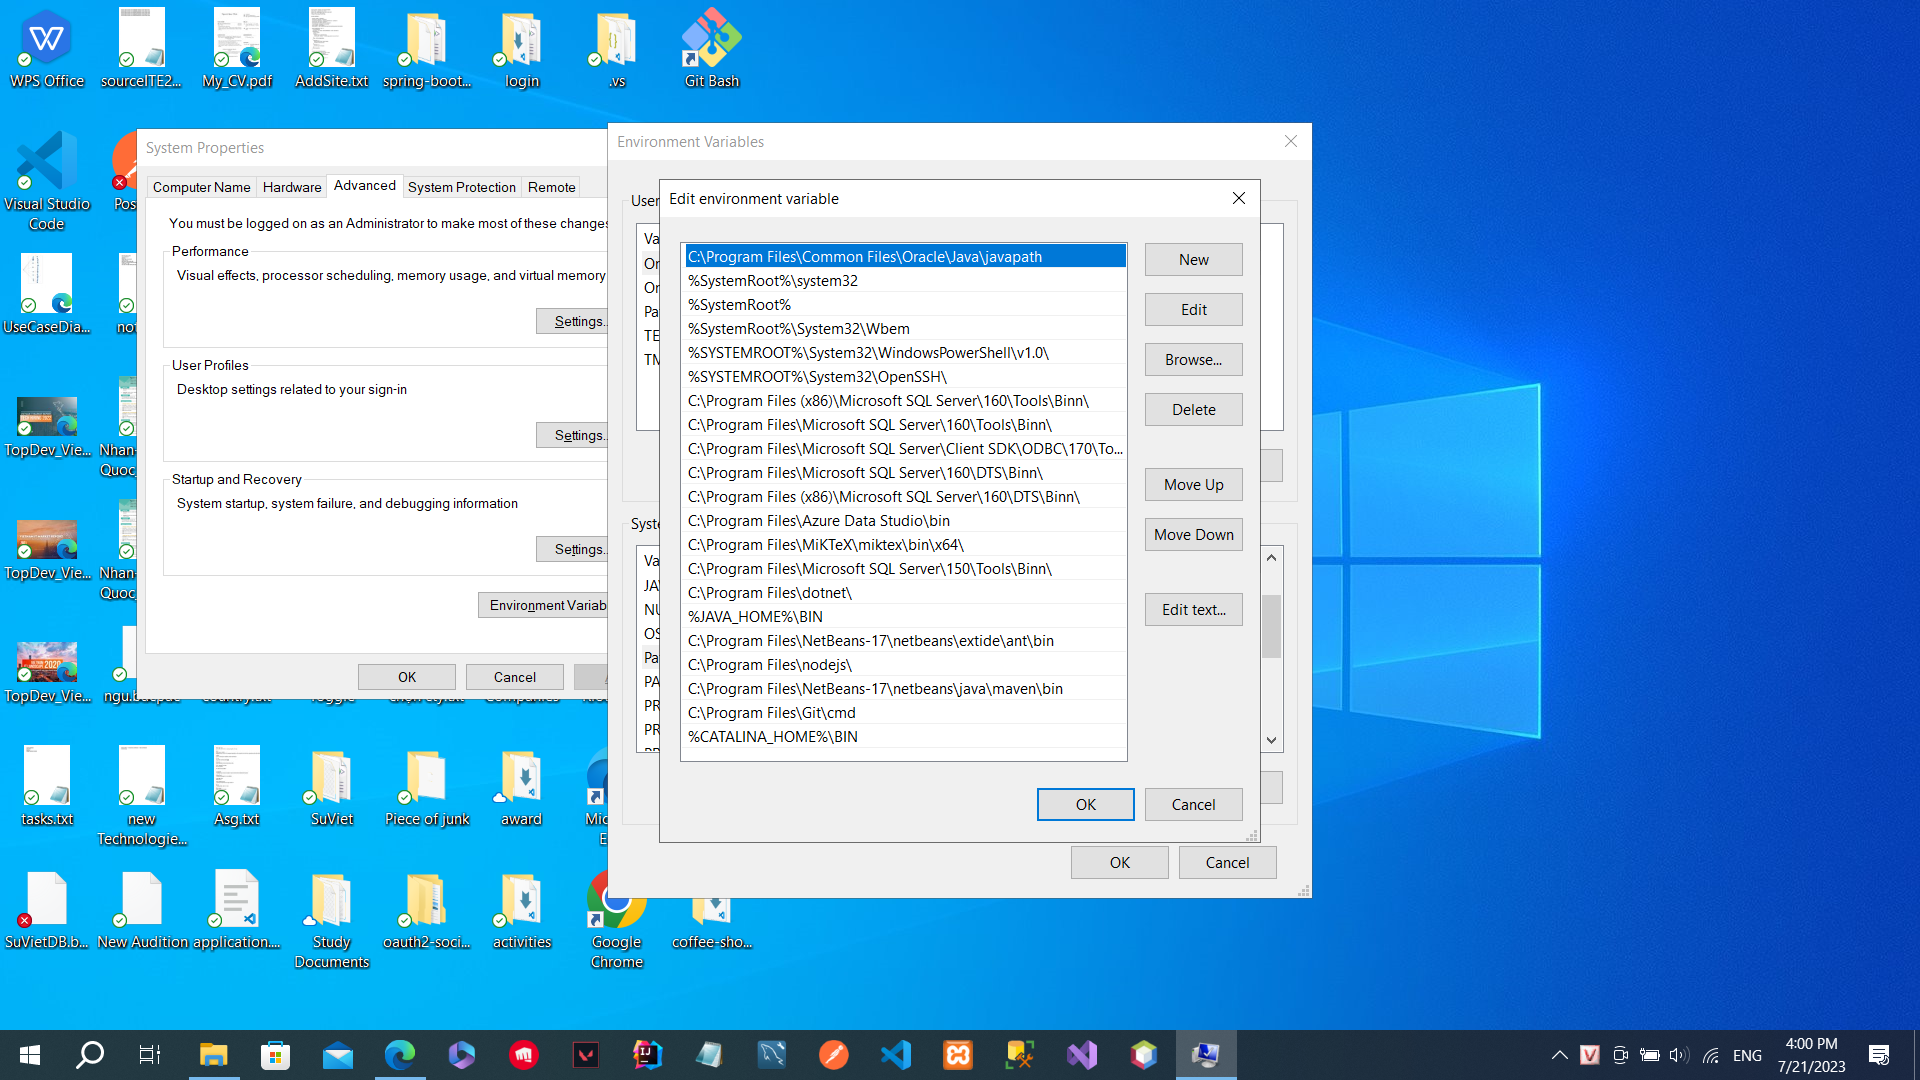 WPS Office
sourceITE2...
My_CV.pdf
AddSite.txt
spring-boot...
login
.vs
Git Bash
Visual Studio
Code
Pos
UseCaseDia...
not
TopDev_Vie...
Nhan-
Quoc
TopDev_Vie...
Nhan-
Quoc
TopDev_Vie...
System Properties
Computer Name
Hardware
Advanced
System Protection
Remote
You must be logged on as an Administrator to make most of these changes
Performance
Visual effects, processor scheduling, memory usage, and virtual memory
Settings..
User Profiles
Desktop settings related to your sign-in
Settings..
Startup and Recovery
System startup, system failure, and debugging information
Settings..
Environment Variab
OK
Cancel
Environment Variables
User
Va
On
On
Pa
TE
TM
Syste
Va
JA
NU
OS
Pa
PA
PR
PR
Edit environment variable
C:\Program Files\Common Files\Oracle\Java\javapath
%SystemRoot%\system32
%SystemRoot%
%SystemRoot%\System32\Wbem
%SYSTEMROOT%\System32\WindowsPowerShell\v1.0\
%SYSTEMROOT%\System32\OpenSSH\
C:\Program Files (x86)\Microsoft SQL Server\160\Tools\Binn\
C:\Program Files\Microsoft SQL Server\160\Tools\Binn\
C:\Program Files\Microsoft SQL Server\Client SDK\ODBC\170\To...
C:\Program Files\Microsoft SQL Server\160\DTS\Binn\
C:\Program Files (x86)\Microsoft SQL Server\160\DTS\Binn\
C:\Program Files\Azure Data Studio\bin
C:\Program Files\MiKTeX\miktex\bin\x64\
C:\Program Files\Microsoft SQL Server\150\Tools\Binn\
C:\Program Files\dotnet\
%JAVA_HOME%\BIN
C:\Program Files\NetBeans-17\netbeans\extide\ant\bin
C:\Program Files\nodejs\
C:\Program Files\NetBeans-17\netbeans\java\maven\bin
C:\Program Files\Git\cmd
%CATALINA_HOME%\BIN
New
Edit
Browse...
Delete
Move Up
Move Down
Edit text...
OK
Cancel
OK
Cancel
tasks.txt
new
Technologie...
Asg.txt
SuViet
Piece of junk
award
Mic
E
SuVietDB.b...
New Audition
application....
Study
Documents
oauth2-soci...
activities
Google
Chrome
coffee-sho...
ENG
4:00 PM
7/21/2023